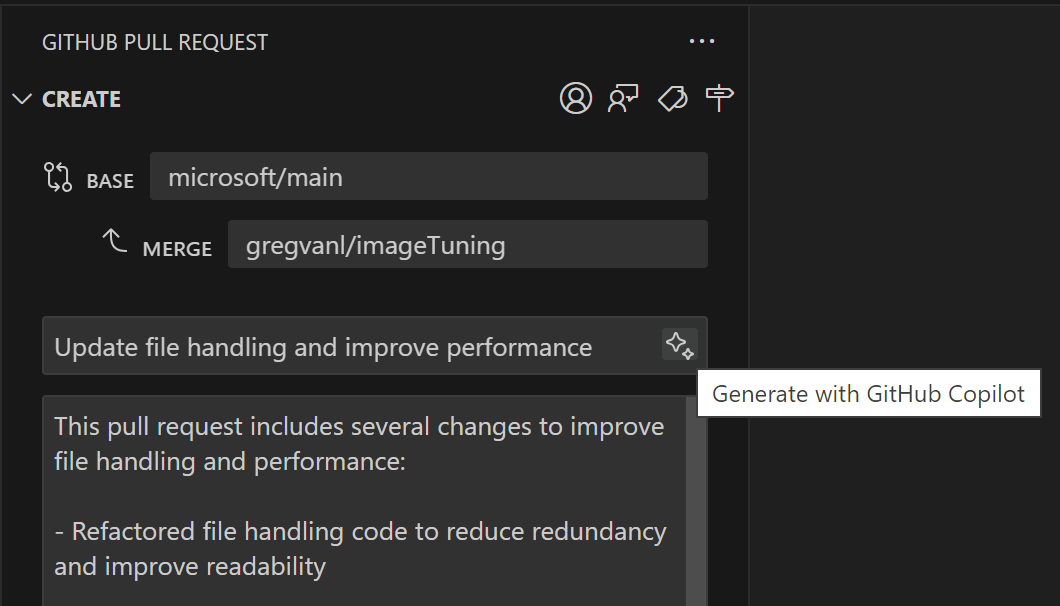 GITHUB PULL REQUEST
CREATE
BASE microsoft/main
MERGE gregvanl/imageTuning
Update file handling and improve performance
Generate with GitHub Copilot
This pull request includes several changes to improve
file handling and performance:
- Refactored file handling code to reduce redundancy
and improve readability